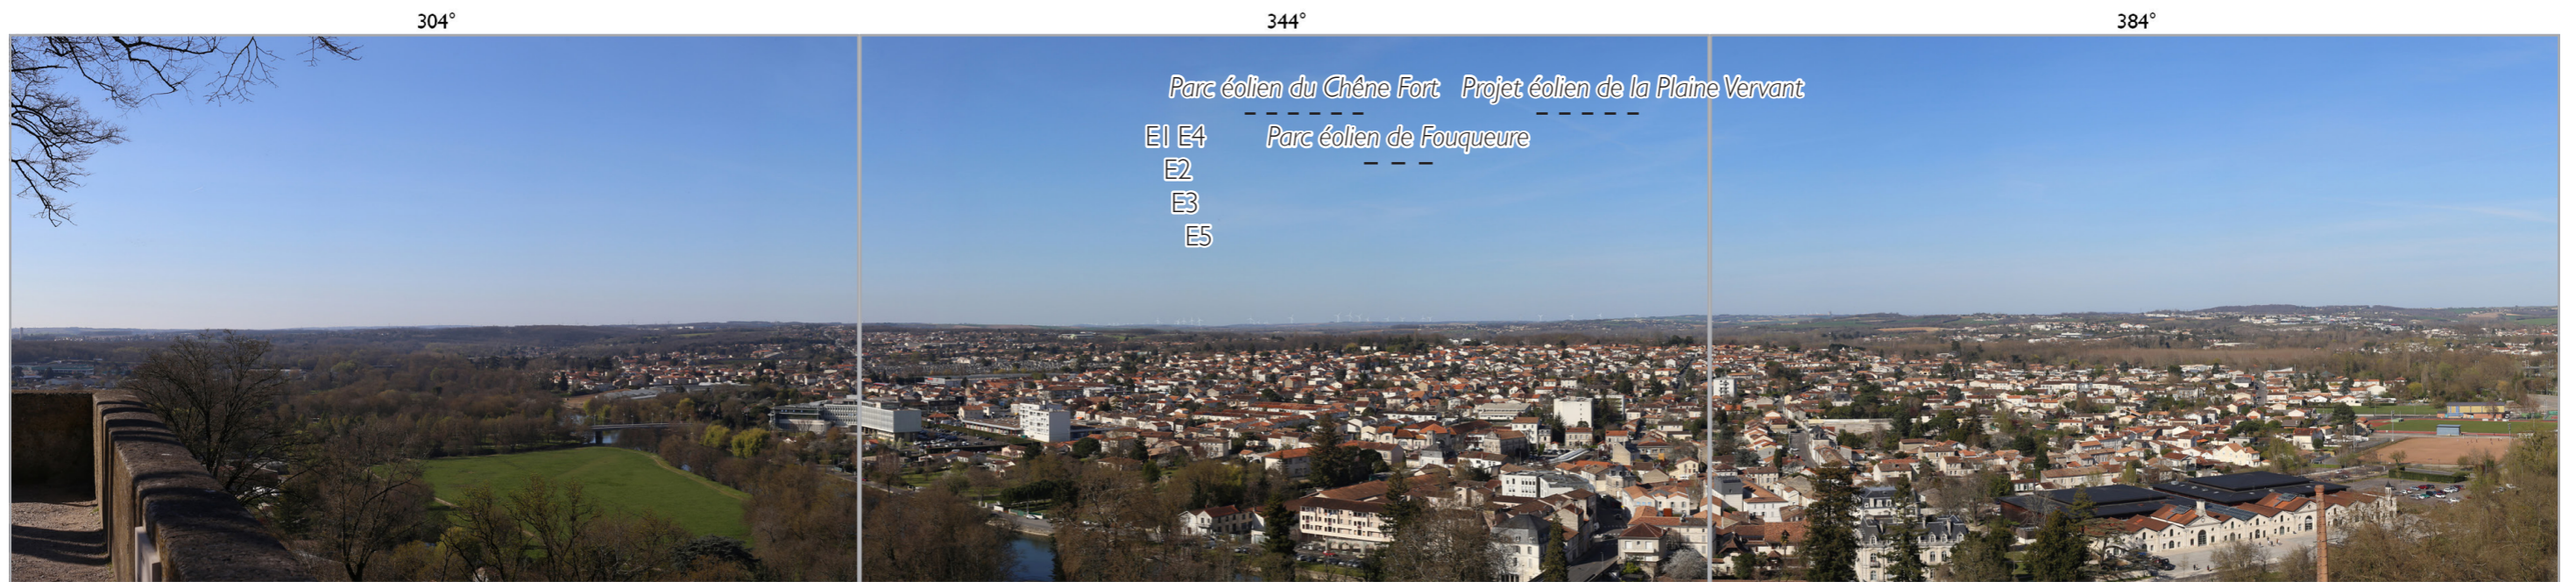 304° 344° 384°
Parc éolien du Chêne Fort Projet éolien de la Plaine Vervant
E1 E4 Parc éolien de Fouqueure
E2
E3
E5